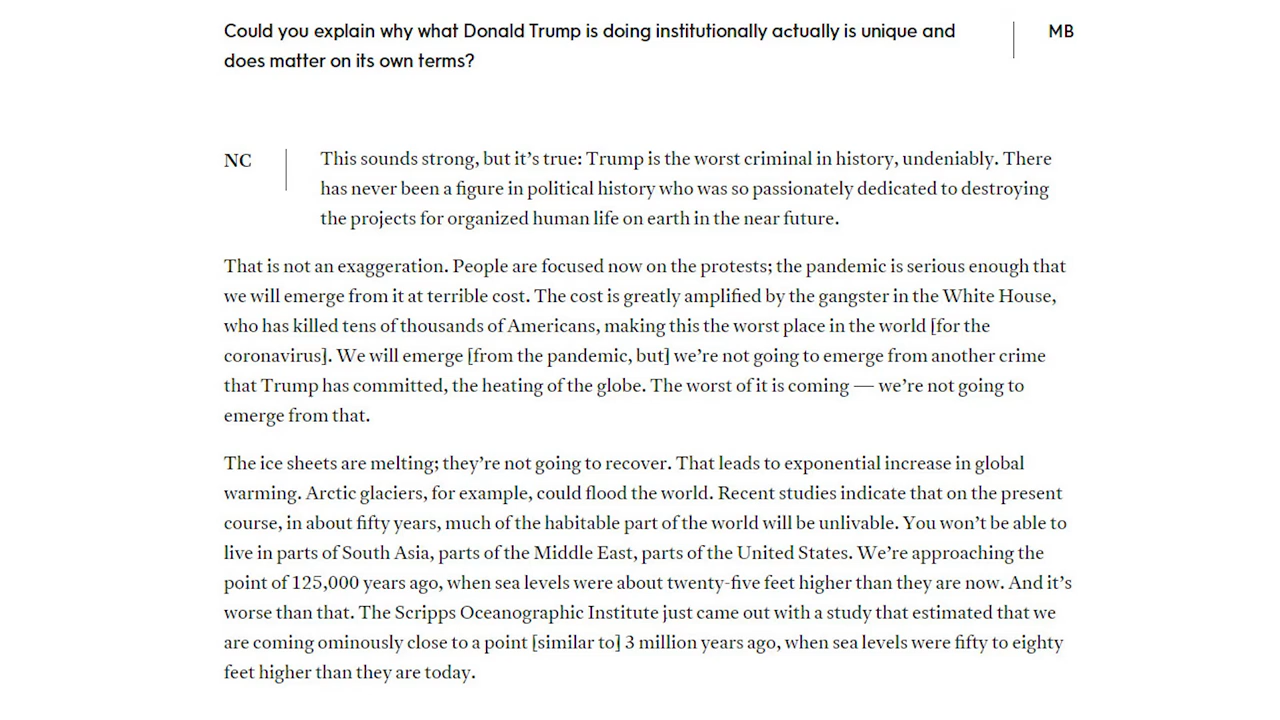 Could you explain why what Donald Trump is doing institutionally actually is unique and
does matter on its own terms?
MB
NC
This sounds strong, but it’s true: Trump is the worst criminal in history, undeniably. There
has never been a figure in political history who was so passionately dedicated to destroying
the projects for organized human life on earth in the near future.
That is not an exaggeration. People are focused now on the protests; the pandemic is serious enough that
we will emerge from it at terrible cost. The cost is greatly amplified by the gangster in the White House,
who has killed tens of thousands of Americans, making this the worst place in the world [for the
coronavirus]. We will emerge [from the pandemic, but] we’re not going to emerge from another crime
that Trump has committed, the heating of the globe. The worst of it is coming — we’re not going to
emerge from that.
The ice sheets are melting; they’re not going to recover. That leads to exponential increase in global
warming. Arctic glaciers, for example, could flood the world. Recent studies indicate that on the present
course, in about fifty years, much of the habitable part of the world will be unlivable. You won’t be able to
live in parts of South Asia, parts of the Middle East, parts of the United States. We’re approaching the
point of 125,000 years ago, when sea levels were about twenty-five feet higher than they are now. And it’s
worse than that. The Scripps Oceanographic Institute just came out with a study that estimated that we
are coming ominously close to a point [similar to] 3 million years ago, when sea levels were fifty to eighty
feet higher than they are today.